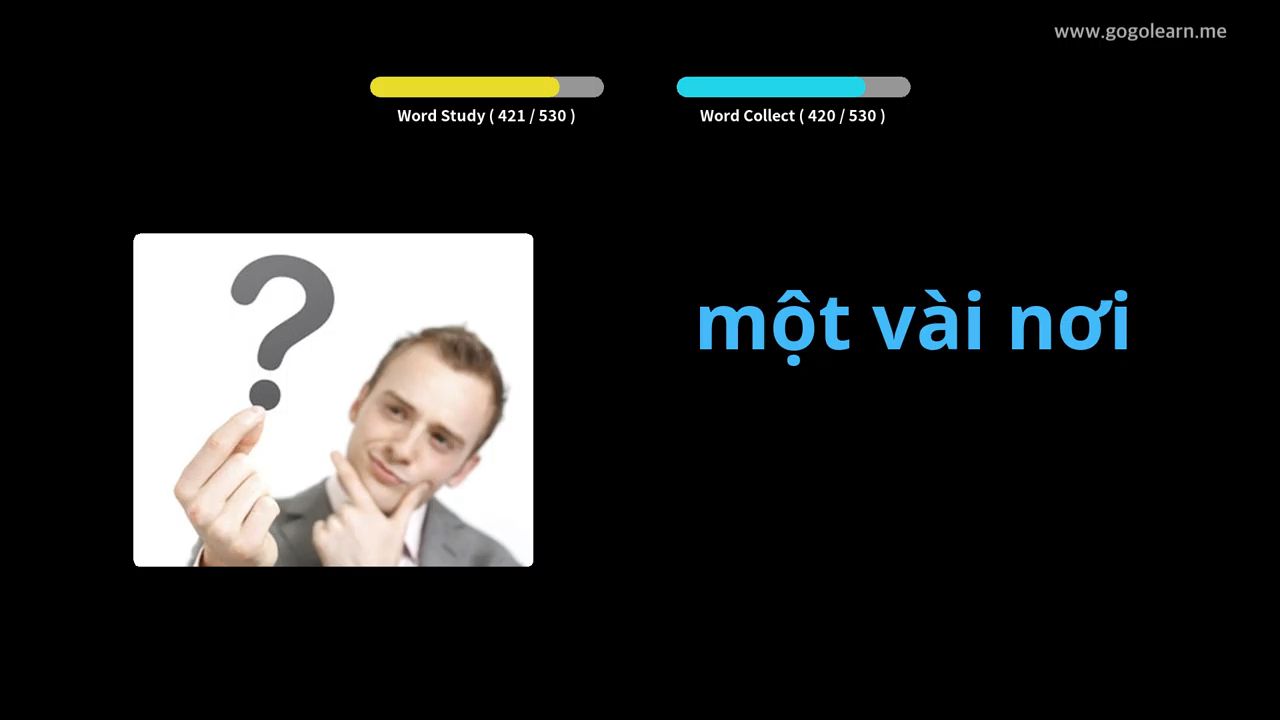 www.gogolearn.me
Word Study ( 421 / 530 )
Word Collect ( 420 / 530 )
?
một vài nơi